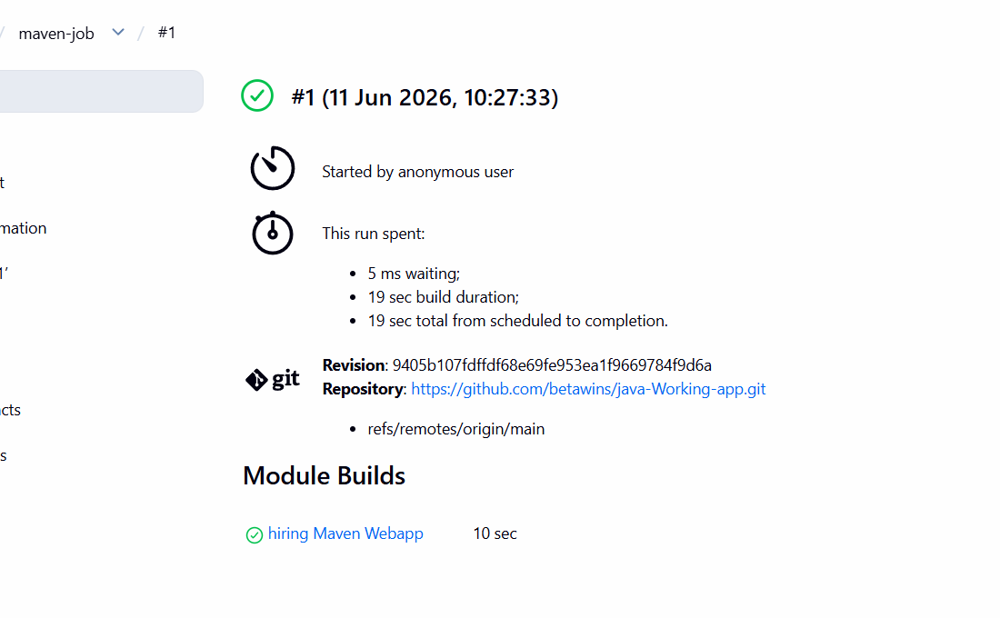 / maven-job / #1
#1 (11 Jun 2026, 10:27:33)
t
Started by anonymous user
mation
This run spent:
1’
5 ms waiting;
19 sec build duration;
19 sec total from scheduled to completion.
Revision: 9405b107fdffdf68e69fe953ea1f9669784f9d6a
git
Repository: https://github.com/betawins/java-Working-app.git
cts
refs/remotes/origin/main
s
Module Builds
hiring Maven Webapp 10 sec